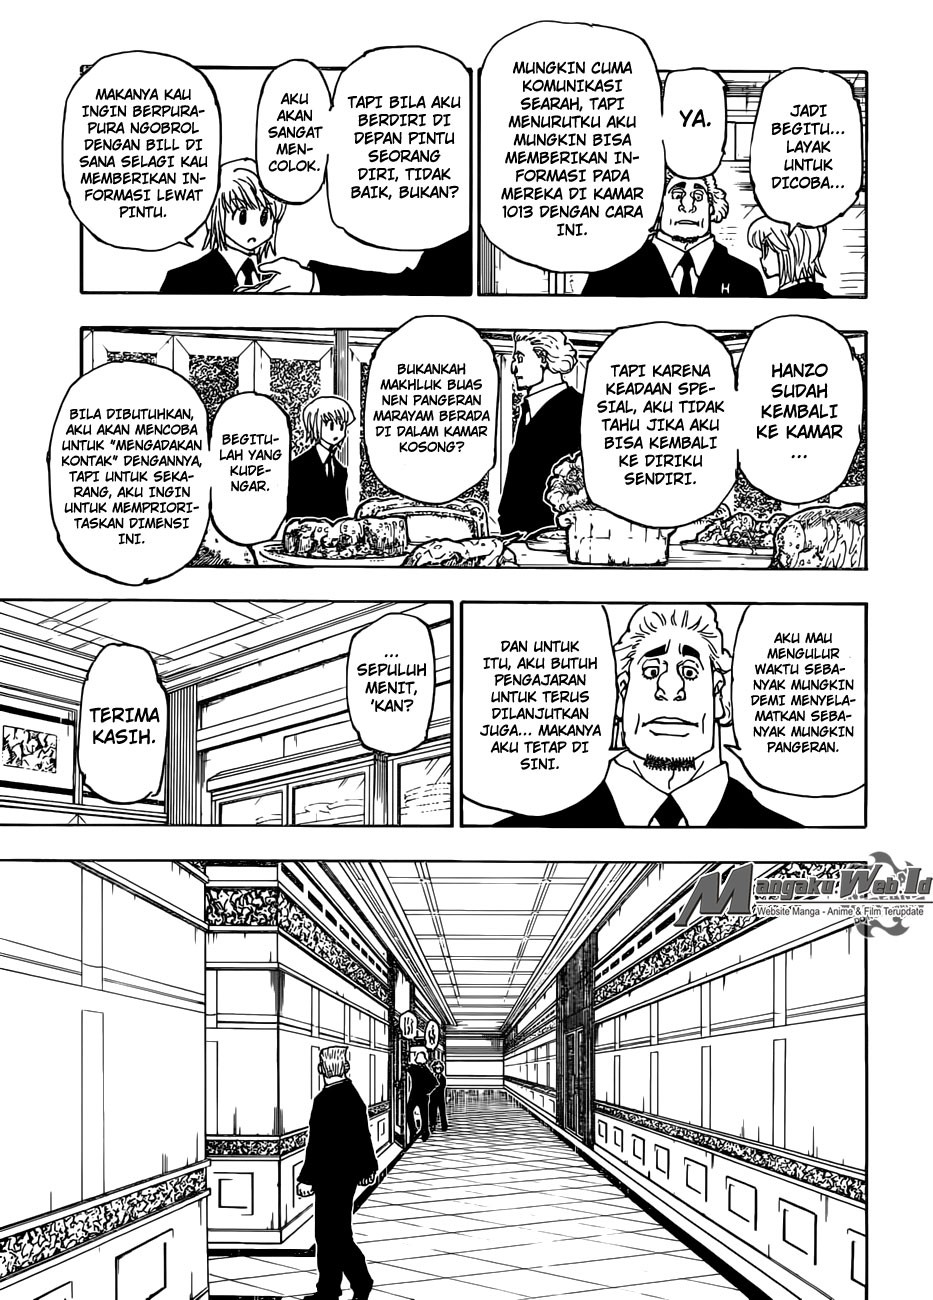 JADI
BEGITU...
LAYAK
UNTUK
DICOBA...
YA.
MUNGKIN CUMA
KOMUNIKASI
SEARAH, TAPI
MENURUTKU AKU
MUNGKIN BISA
MEMBERIKAN IN-
FORMASI PADA
MEREKA DI KAMAR
1013 DENGAN CARA
INI.
TAPI BILA AKU
BERDIRI DI
DEPAN PINTU
SEORANG
DIRI, TIDAK
BAIK, BUKAN?
AKU
AKAN
SANGAT
MEN-
COLOK.
MAKANYA KAU
INGIN BERPURA-
PURA NGOBROL
DENGAN BILL DI
SANA SELAGI KAU
MEMBERIKAN IN-
FORMASI LEWAT
PINTU.
H
HANZO
SUDAH
KEMBALI
KE KAMAR
...
TAPI KARENA
KEADAAN SPE-
SIAL, AKU TIDAK
TAHU JIKA AKU
BISA KEMBALI
KE DIRIKU
SENDIRI.
BUKANKAH
MAKHLUK BUAS
NEN PANGERAN
MARAYAM BERADA
DI DALAM KAMAR
KOSONG?
BEGITU-
LAH YANG
KUDE-
NGAR.
BILA DIBUTUHKAN,
AKU AKAN MENCOBA
UNTUK "MENGADAKAN
KONTAK" DENGANNYA,
TAPI UNTUK SEKA-
RANG, AKU INGIN
UNTUK MEMPRIORI-
TASKAN DIMENSI
INI.
AKU MAU
MENGULUR
WAKTU SEBA-
NYAK MUNGKIN
DEMI MENYELA-
MATKAN SEBA-
NYAK MUNGKIN
PANGERAN.
DAN UNTUK
ITU, AKU BUTUH
PENGAJARAN
UNTUK TERUS
DILANJUTKAN
JUGA... MAKANYA
AKU TETAP DI
SINI.
...
SEPULUH
MENIT,
'KAN?
TERIMA
KASIH.
Mangaku.Web.Id
Website Manga - Anime & Film Terupdate